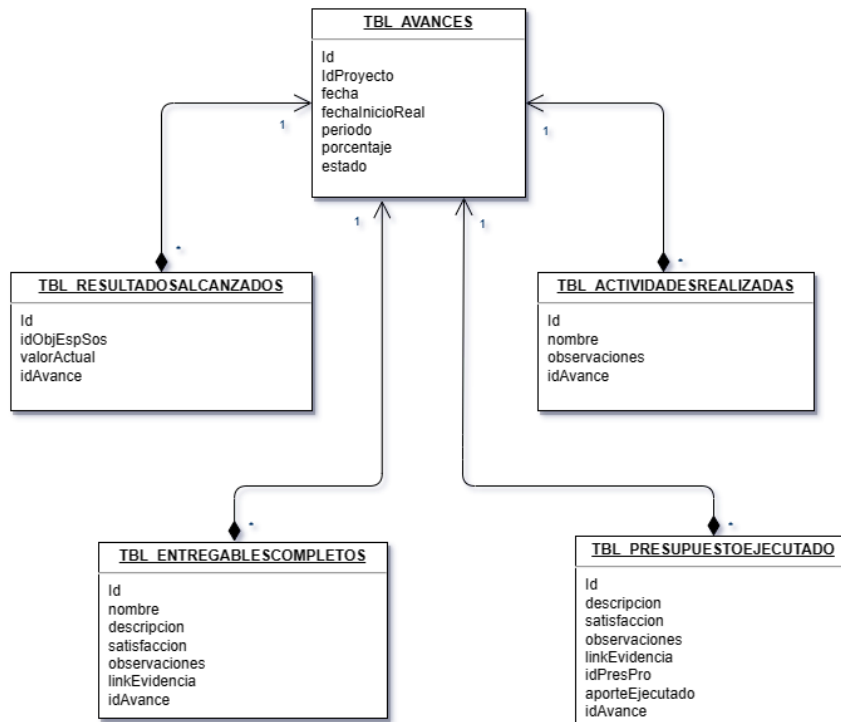 TBL_AVANCES
Id
IdProyecto
fecha
fechaInicioReal
periodo
porcentaje
estado
1
1
1
1
*
*
TBL_RESULTADOSALCANZADOS
Id
idObjEspSos
valorActual
idAvance
TBL_ACTIVIDADESREALIZADAS
Id
nombre
observaciones
idAvance
*
*
TBL_ENTREGABLESCOMPLETOS
Id
nombre
descripcion
satisfaccion
observaciones
linkEvidencia
idAvance
TBL_PRESUPUESTOEJECUTADO
Id
descripcion
satisfaccion
observaciones
linkEvidencia
idPresPro
aporteEjecutado
idAvance